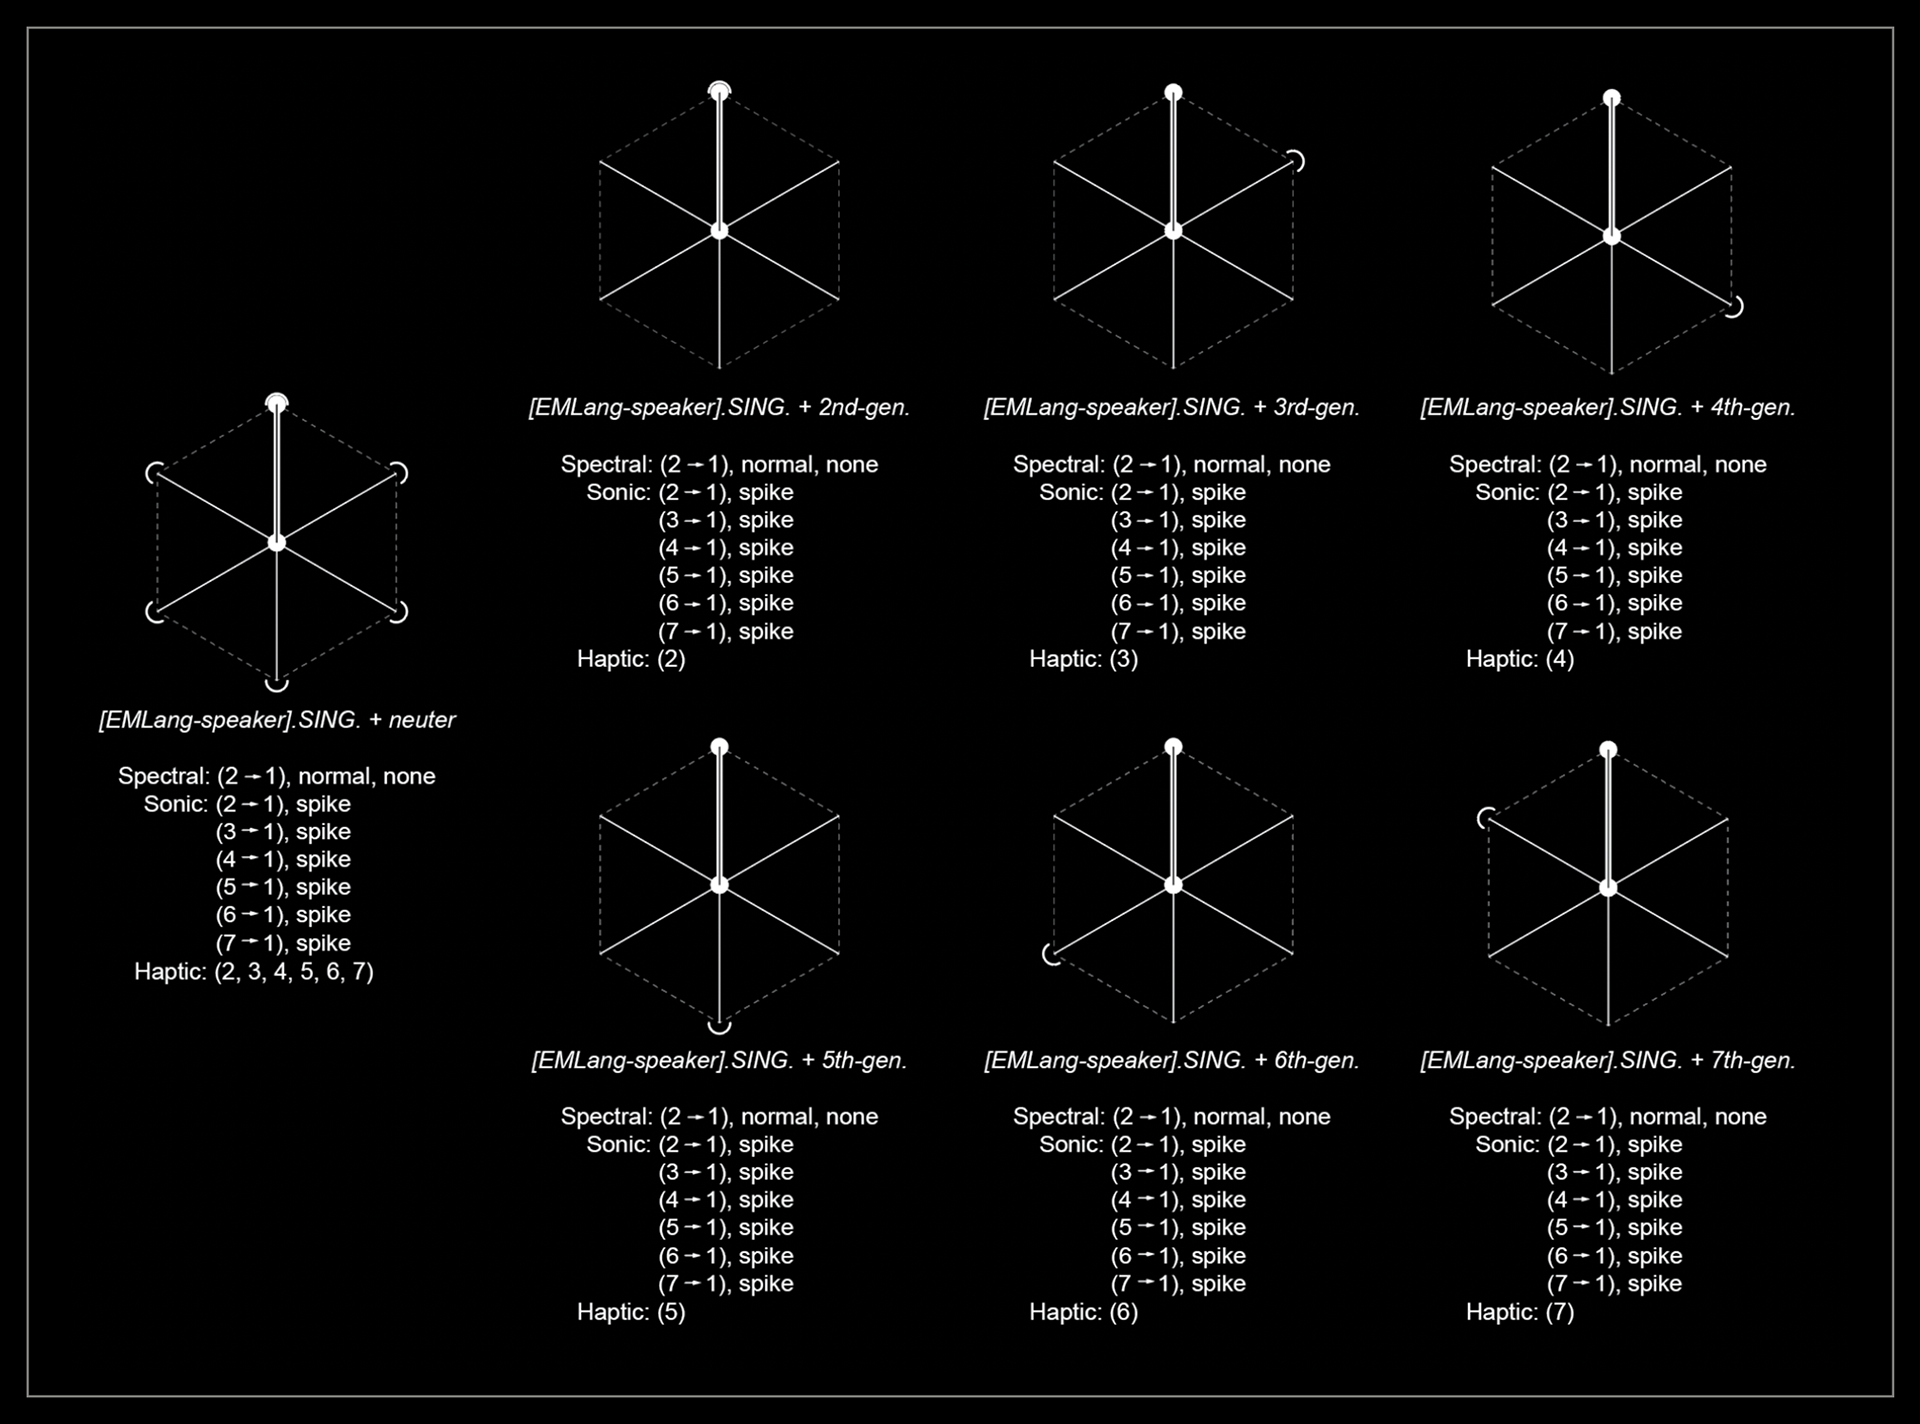 [EMLang-speaker].SING. + neuter
Spectral: (2→1), normal, none
Sonic: (2→1), spike
(3→1), spike
(4→1), spike
(5→1), spike
(6→1), spike
(7→1), spike
Haptic: (2, 3, 4, 5, 6, 7)
[EMLang-speaker].SING. + 2nd-gen.
Spectral: (2→1), normal, none
Sonic: (2→1), spike
(3→1), spike
(4→1), spike
(5→1), spike
(6→1), spike
(7→1), spike
Haptic: (2)
[EMLang-speaker].SING. + 3rd-gen.
Spectral: (2→1), normal, none
Sonic: (2→1), spike
(3→1), spike
(4→1), spike
(5→1), spike
(6→1), spike
(7→1), spike
Haptic: (3)
[EMLang-speaker].SING. + 4th-gen.
Spectral: (2→1), normal, none
Sonic: (2→1), spike
(3→1), spike
(4→1), spike
(5→1), spike
(6→1), spike
(7→1), spike
Haptic: (4)
[EMLang-speaker].SING. + 5th-gen.
Spectral: (2→1), normal, none
Sonic: (2→1), spike
(3→1), spike
(4→1), spike
(5→1), spike
(6→1), spike
(7→1), spike
Haptic: (5)
[EMLang-speaker].SING. + 6th-gen.
Spectral: (2→1), normal, none
Sonic: (2→1), spike
(3→1), spike
(4→1), spike
(5→1), spike
(6→1), spike
(7→1), spike
Haptic: (6)
[EMLang-speaker].SING. + 7th-gen.
Spectral: (2→1), normal, none
Sonic: (2→1), spike
(3→1), spike
(4→1), spike
(5→1), spike
(6→1), spike
(7→1), spike
Haptic: (7)